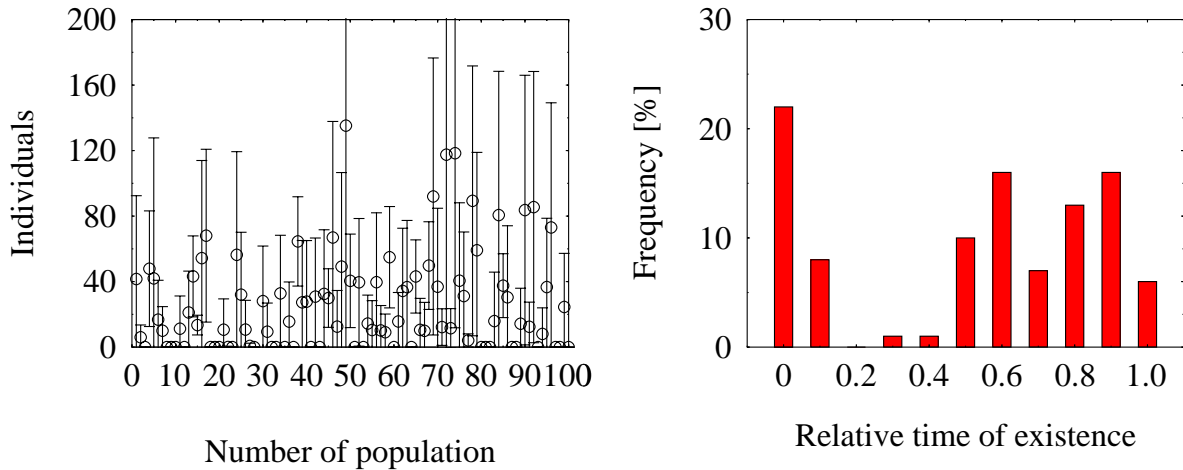 200
160
120
80
40
0
Individuals
0 10 20 30 40 50 60 70 80 90 100
Number of population
30
20
10
0
Frequency [%]
0 0.2 0.4 0.6 0.8 1.0
Relative time of existence